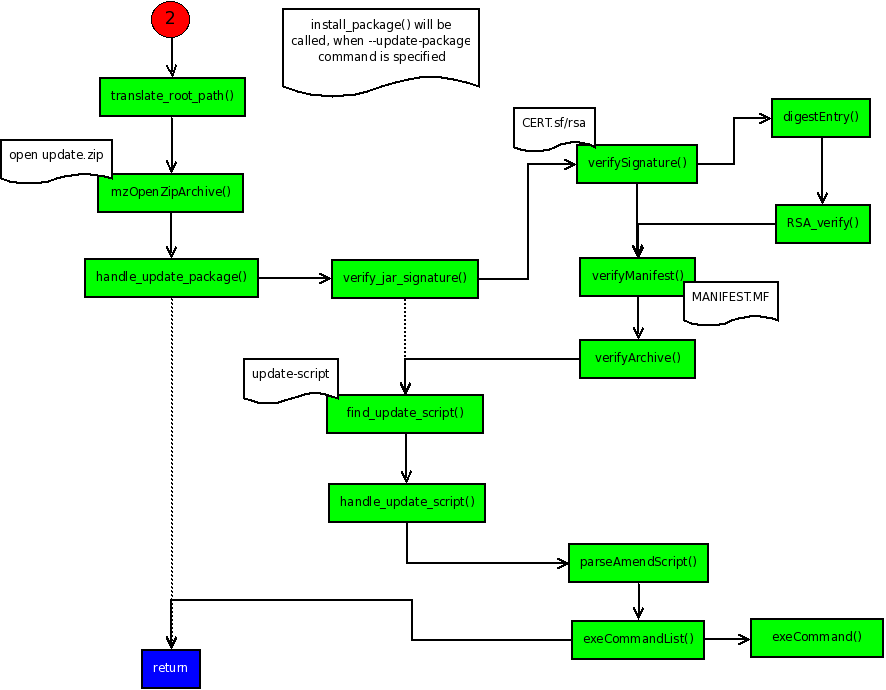 2
install_package() will be
called, when --update-package
command is specified
translate_root_path()
CERT.sf/rsa
digestEntry()
open update.zip
verifySignature()
mzOpenZipArchive()
RSA_verify()
handle_update_package()
verify_jar_signature()
verifyManifest()
MANIFEST.MF
verifyArchive()
update-script
find_update_script()
handle_update_script()
parseAmendScript()
exeCommandList()
exeCommand()
return